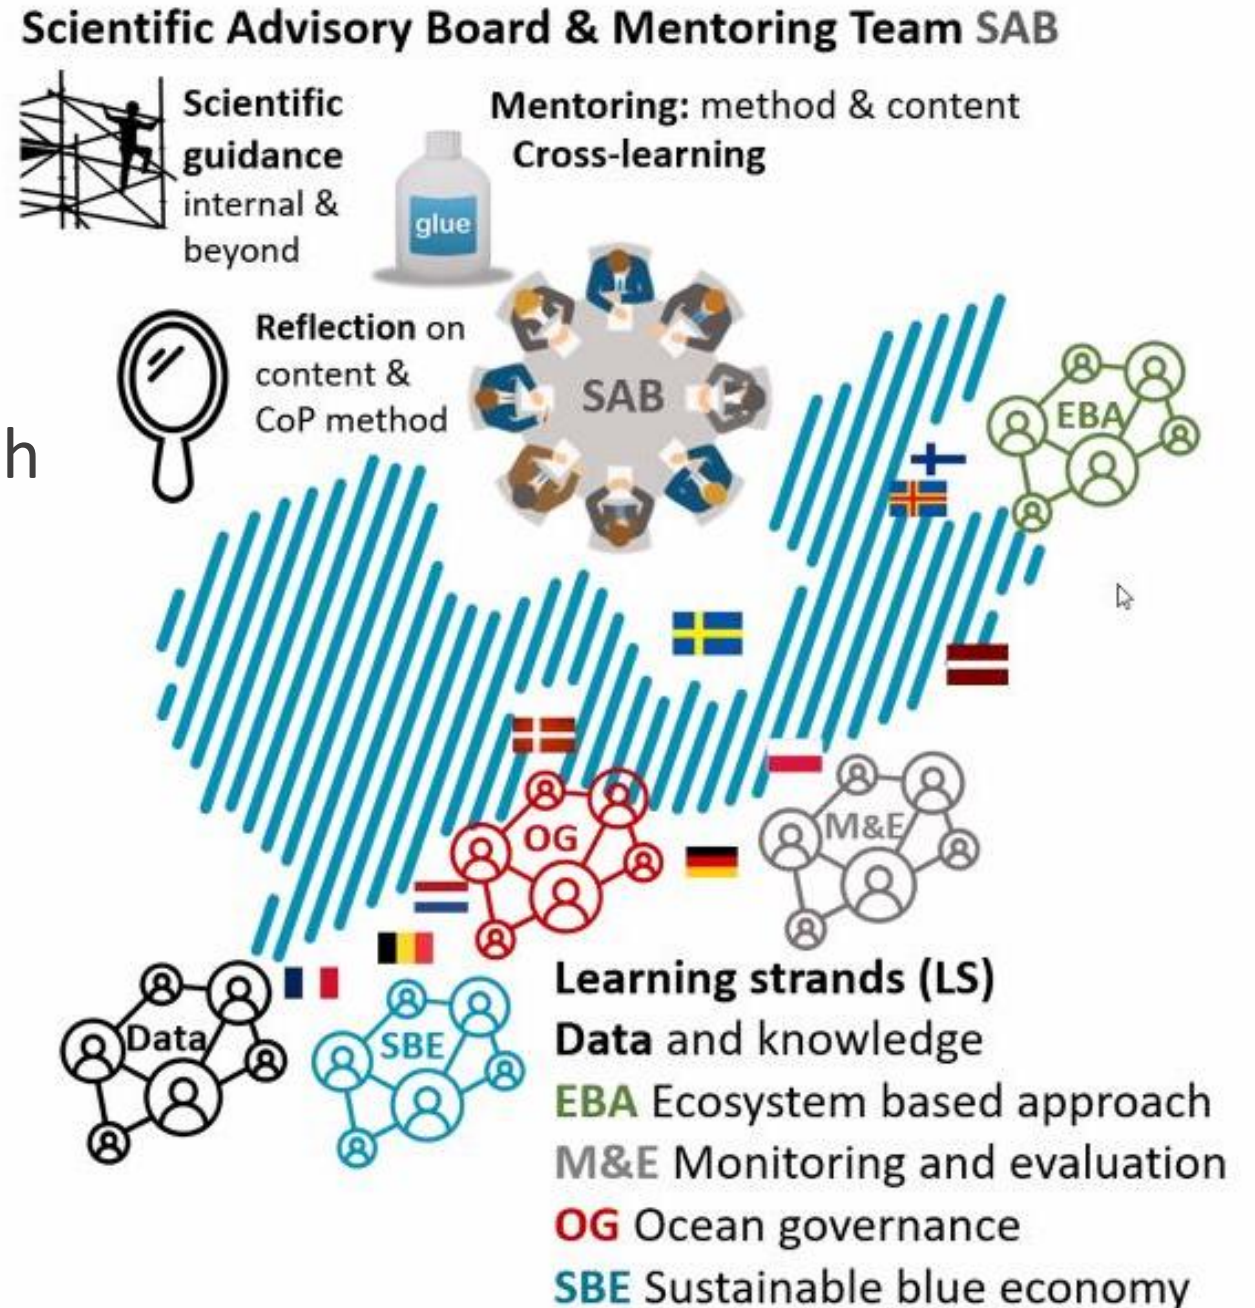 Scientific Advisory Board & Mentoring Team SAB
Scientific
guidance
internal &
beyond
Mentoring: method & content
Cross-learning
glue
Reflection on
content &
CoP method
SAB
h
EBA
OG
M&E
Data
SBE
Learning strands (LS)
Data and knowledge
EBA Ecosystem based approach
M&E Monitoring and evaluation
OG Ocean governance
SBE Sustainable blue economy